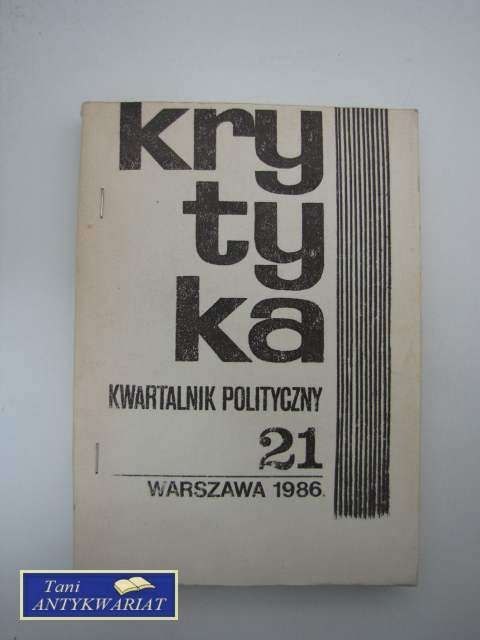 kry
ty
ka
KWARTALNIK POLITYCZNY
21
WARSZAWA 1986.
Tani
ANTYKWARIAT